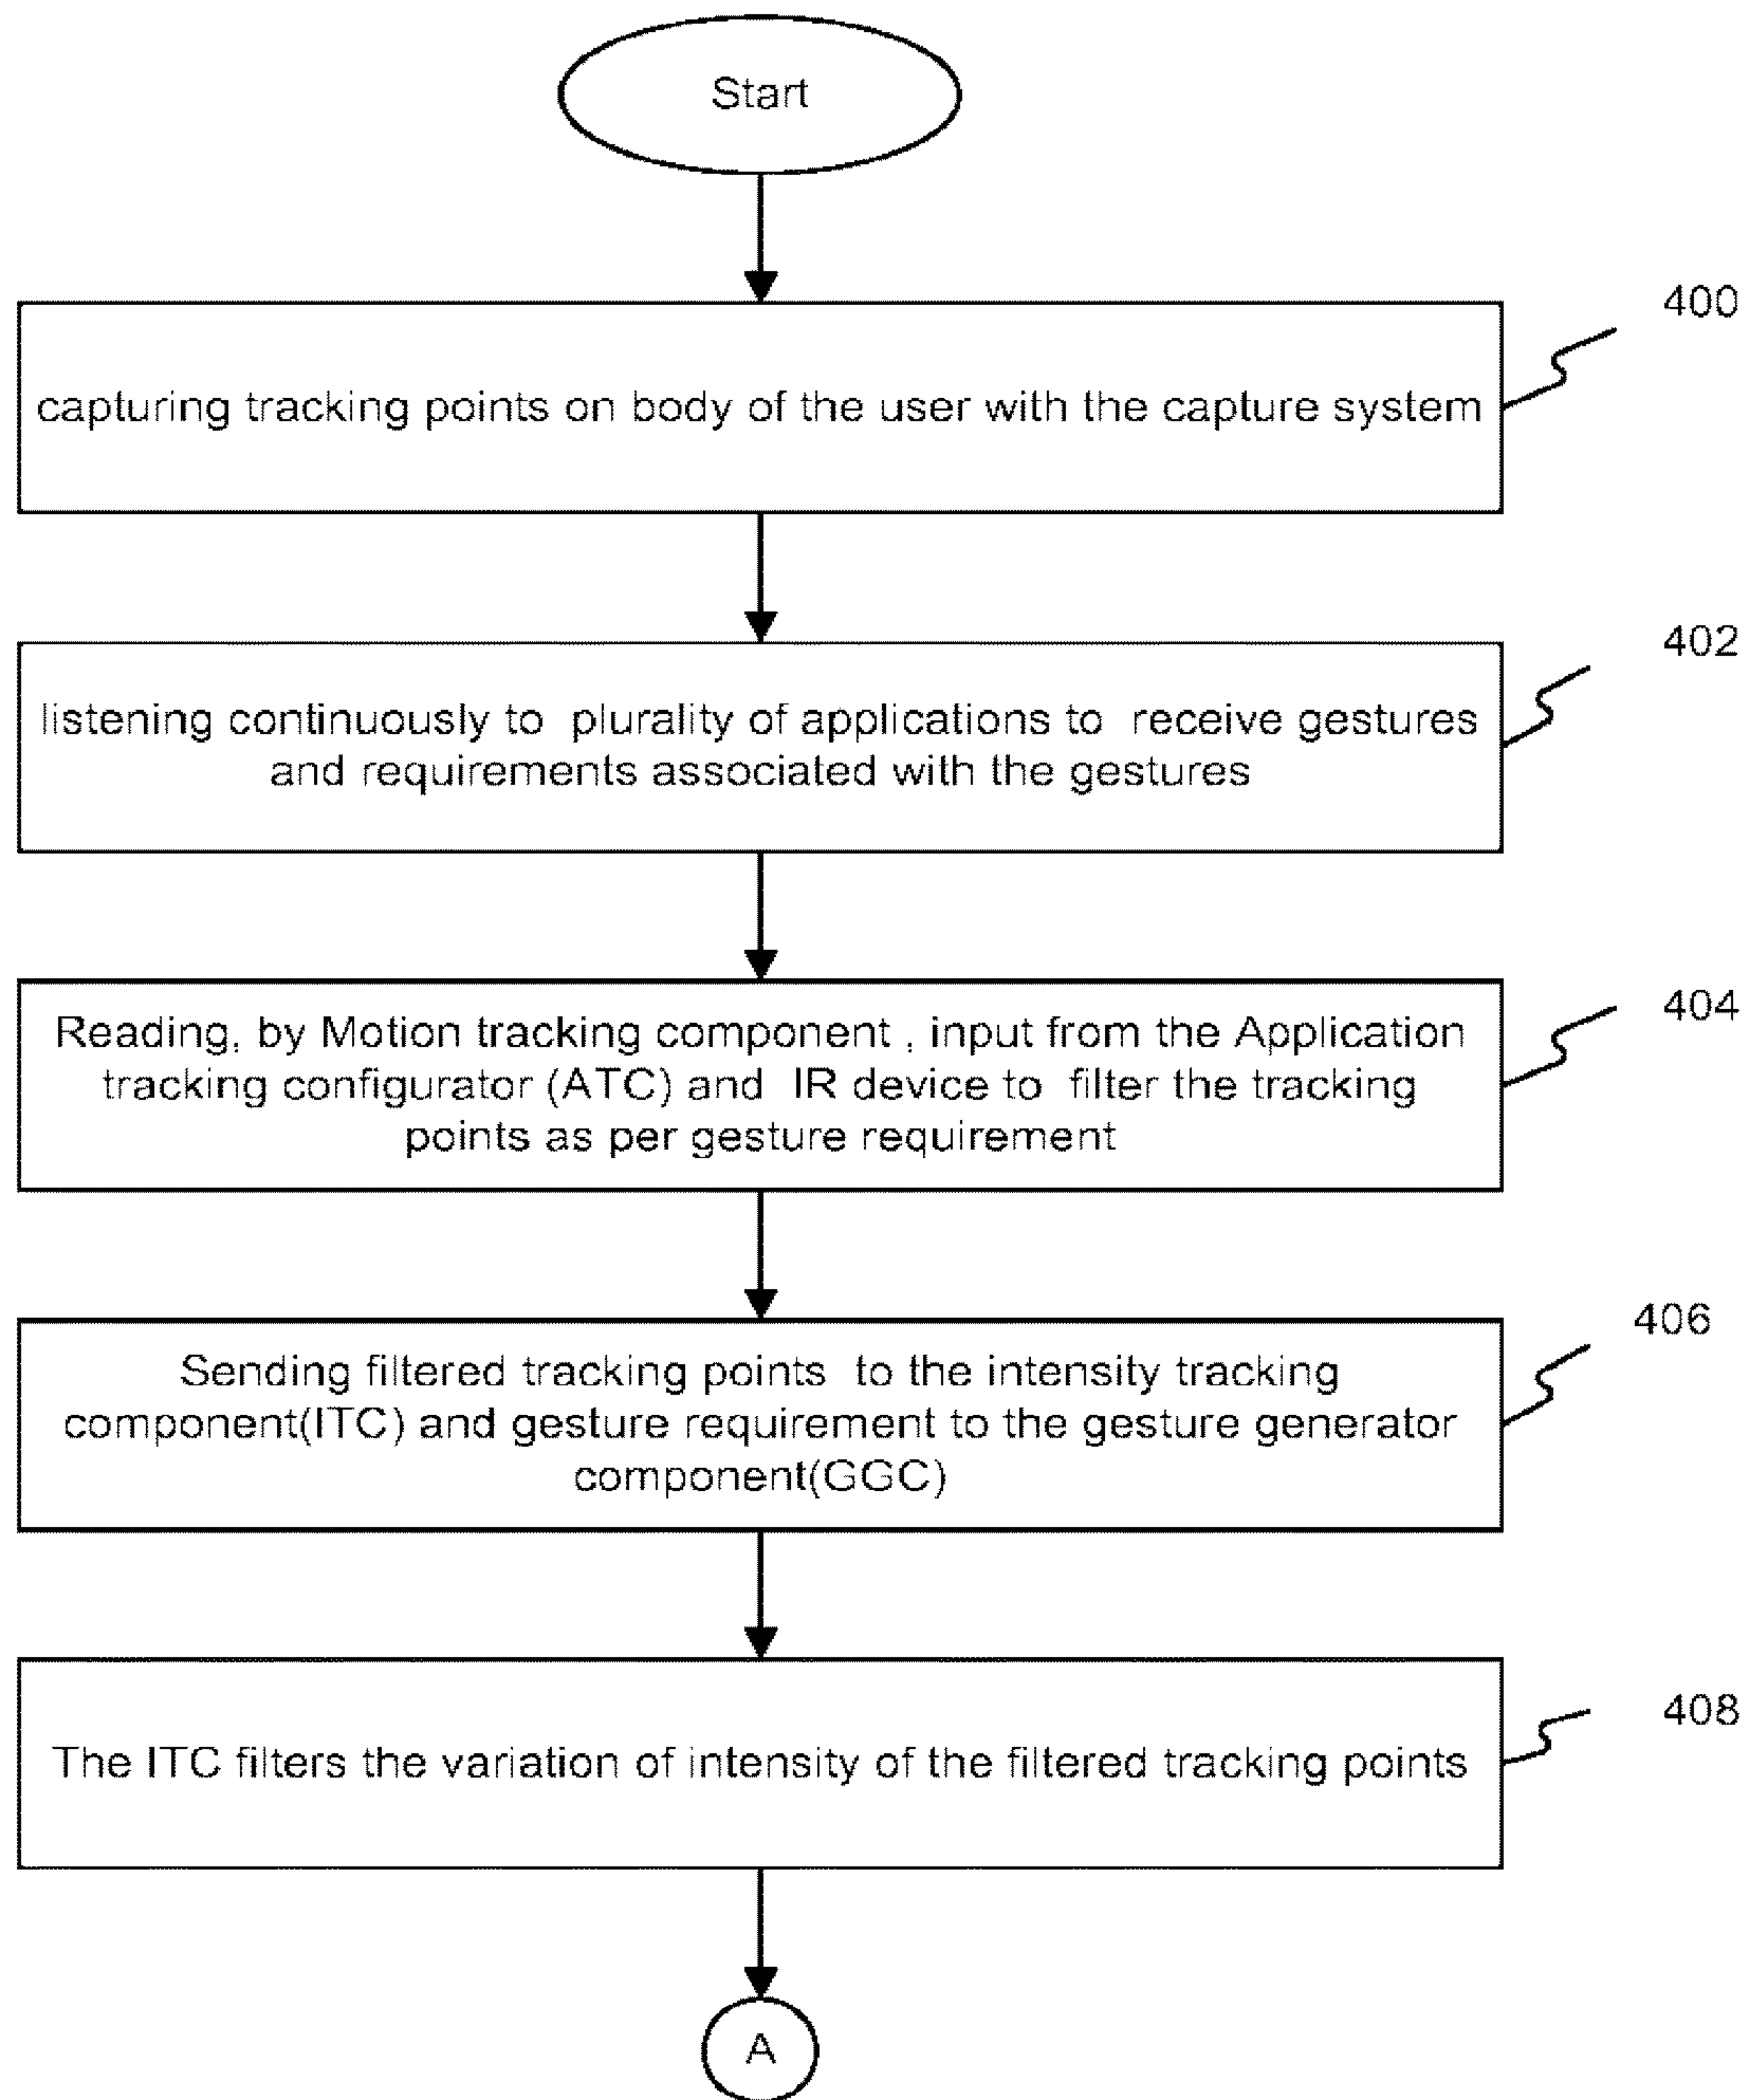 Start
400
capturing tracking points on body of the user with the capture system
402
listening continuously to plurality of applications to receive gestures
and requirements associated with the gestures
404
Reading, by Motion tracking component , input from the Application
tracking configurator (ATC) and IR device to filter the tracking
points as per gesture requirement
406
Sending filtered tracking points to the intensity tracking
component(ITC) and gesture requirement to the gesture generator
component(GGC)
408
The ITC filters the variation of intensity of the filtered tracking points
A